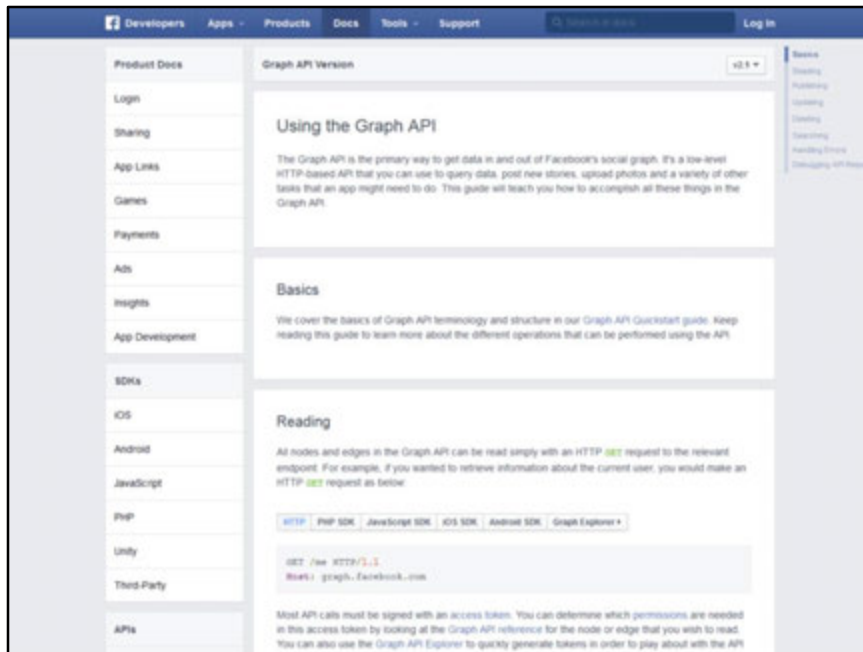 Developers Apps Products Docs Tools Support Search in docs Log In
Product Docs
Login
Sharing
App Links
Games
Payments
Ads
Insights
App Development
SDKs
iOS
Android
JavaScript
PHP
Unity
Third-Party
APIs
Graph API Version v2.5
Using the Graph API
The Graph API is the primary way to get data in and out of Facebook's social graph. It's a low-level
HTTP-based API that you can use to query data, post new stories, upload photos and a variety of other
tasks that an app might need to do. This guide will teach you how to accomplish all these things in the
Graph API.
Basics
We cover the basics of Graph API terminology and structure in our Graph API Quickstart guide. Keep
reading this guide to learn more about the different operations that can be performed using the API
Reading
All nodes and edges in the Graph API can be read simply with an HTTP GET request to the relevant
endpoint. For example, if you wanted to retrieve information about the current user, you would make an
HTTP GET request as below:
HTTP PHP SDK JavaScript SDK iOS SDK Android SDK Graph Explorer
GET /me HTTP/1.1
Host: graph.facebook.com
Most API calls must be signed with an access token. You can determine which permissions are needed
in this access token by looking at the Graph API reference for the node or edge that you wish to read.
You can also use the Graph API Explorer to quickly generate tokens in order to play about with the API
Basics
Reading
Publishing
Updating
Deleting
Searching
Handling Errors
Debugging API